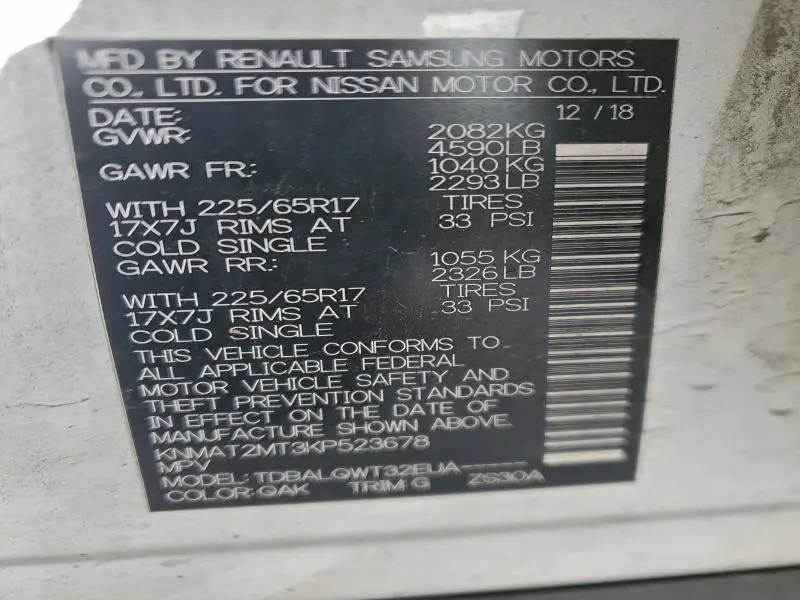 MFD BY RENAULT SAMSUNG MOTORS
CO., LTD. FOR NISSAN MOTOR CO., LTD.
DATE: 12 / 18
GVWR: 2082KG
4590LB
GAWR FR.: 1040 KG
2293 LB
WITH 225/65R17 TIRES
17X7J RIMS AT 33 PSI
COLD SINGLE
GAWR RR.: 1055 KG
2326 LB
WITH 225/65R17 TIRES
17X7J RIMS AT 33 PSI
COLD SINGLE
THIS VEHICLE CONFORMS TO
ALL APPLICABLE FEDERAL
MOTOR VEHICLE SAFETY AND
THEFT PREVENTION STANDARDS
IN EFFECT ON THE DATE OF
MANUFACTURE SHOWN ABOVE.
KNMAT2MT3KP523678
MPV
MODEL: TDBALQWT32EUA-----
COLOR: QAK TRIM G ZS30A